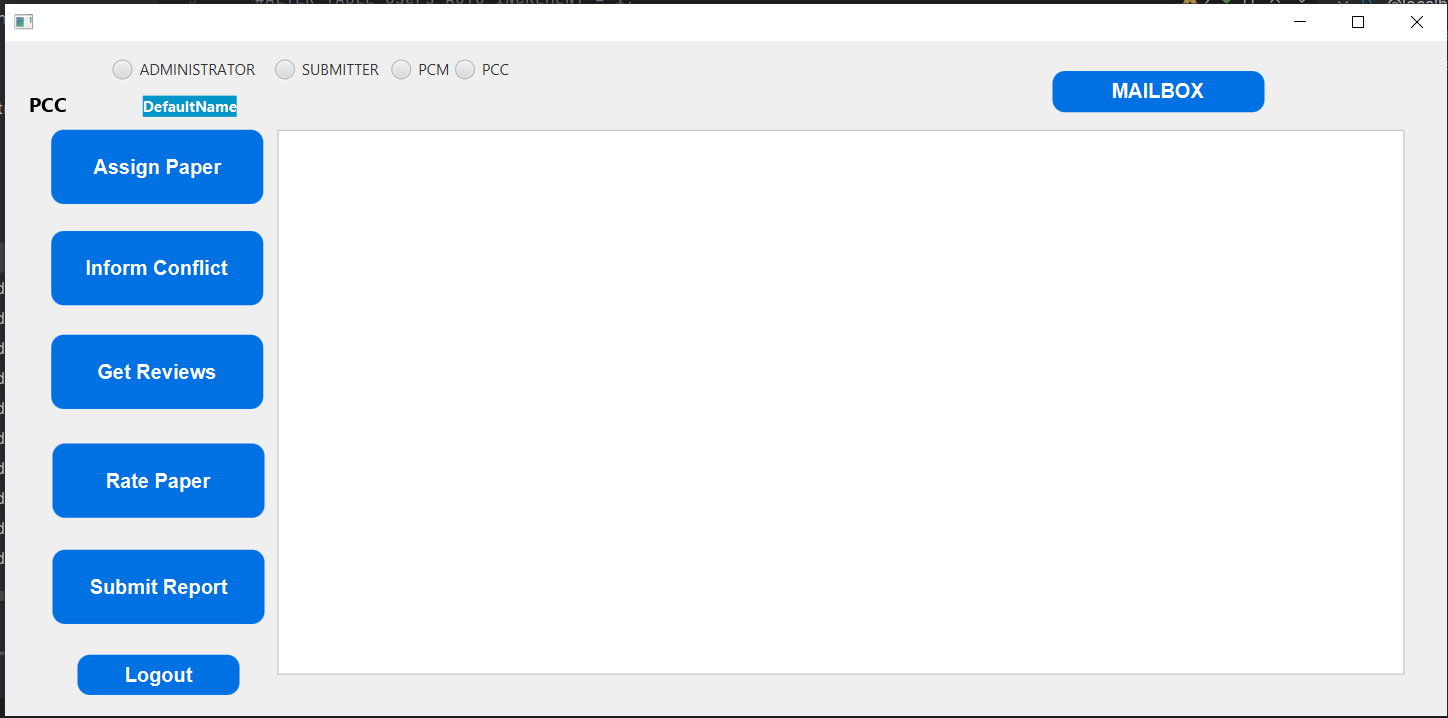 ADMINISTRATOR SUBMITTER PCM PCC
MAILBOX
PCC DefaultName
Assign Paper
Inform Conflict
Get Reviews
Rate Paper
Submit Report
Logout